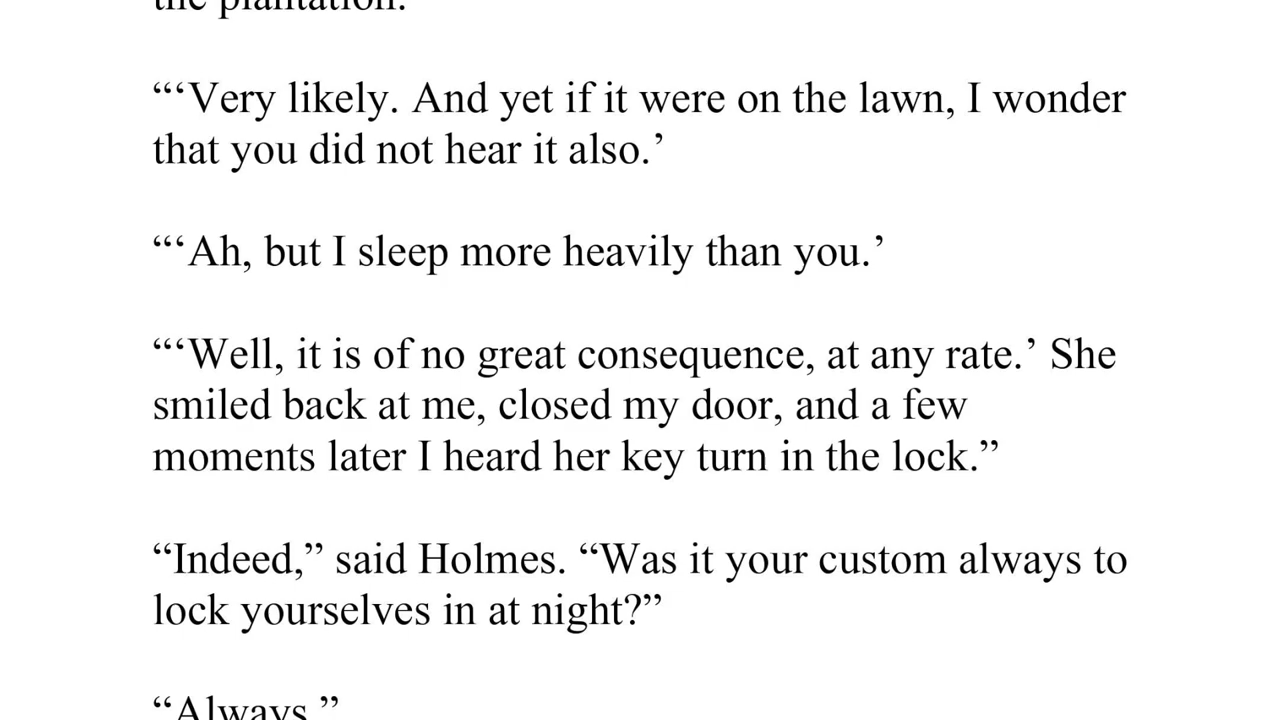 the plantation.
“‘Very likely. And yet if it were on the lawn, I wonder
that you did not hear it also.’
“‘Ah, but I sleep more heavily than you.’
“‘Well, it is of no great consequence, at any rate.’ She
smiled back at me, closed my door, and a few
moments later I heard her key turn in the lock.”
“Indeed,” said Holmes. “Was it your custom always to
lock yourselves in at night?”
“Always.”